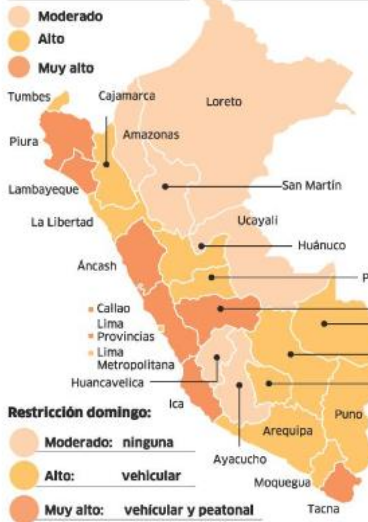 Moderado
Alto
Muy alto
Tumbes
Cajamarca
Loreto
Piura
Amazonas
Lambayeque
San Martín
La Libertad
Ucayali
Huánuco
Áncash
P
Callao
Lima
Provincias
Lima
Metropolitana
Huancavelica
Ica
Puno
Restricción domingo:
Arequipa
Moderado: ninguna
Ayacucho
Alto: vehicular
Moquegua
Muy alto: vehícular y peatonal
Tacna